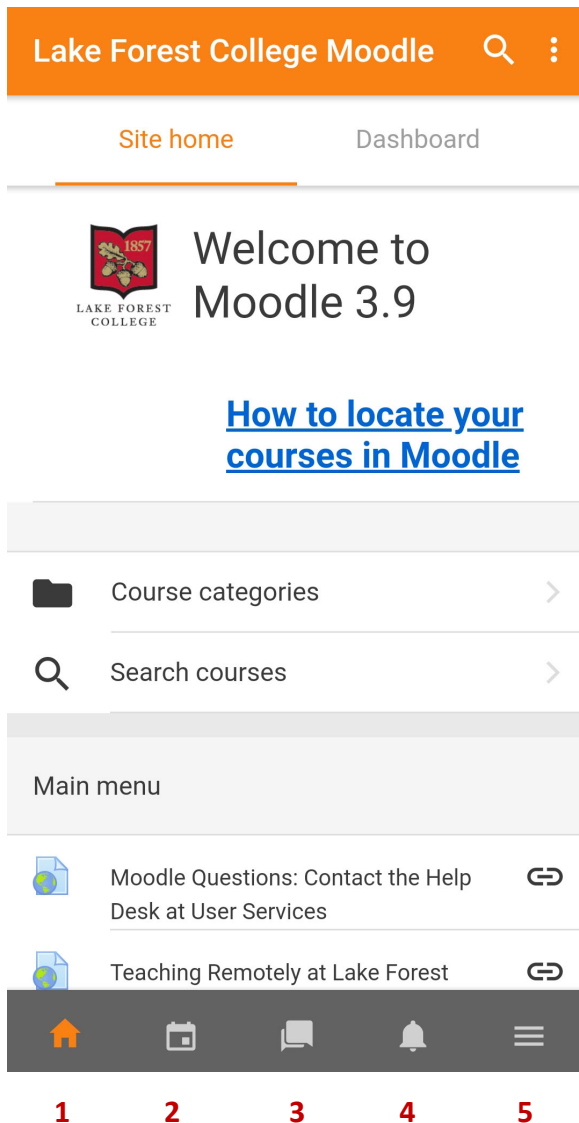 Lake Forest College Moodle
Site home Dashboard
1857
LAKE FOREST
COLLEGE
Welcome to
Moodle 3.9
How to locate your
courses in Moodle
Course categories
Search courses
Main menu
Moodle Questions: Contact the Help
Desk at User Services
Teaching Remotely at Lake Forest
1 2 3 4 5